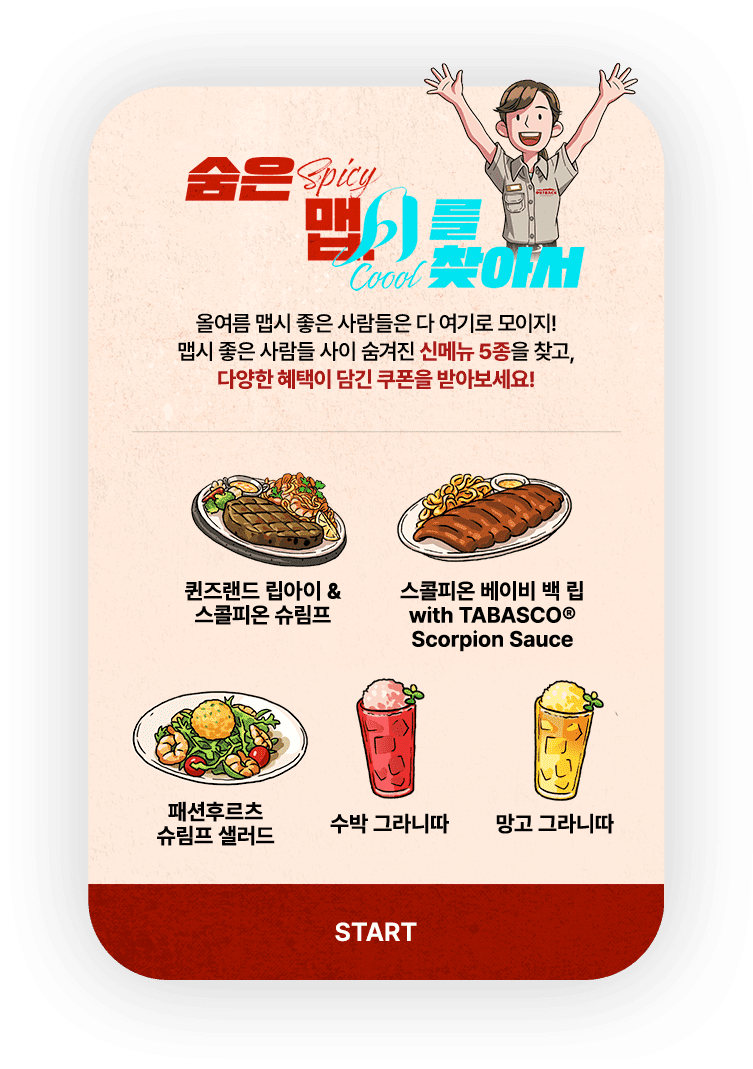 숨은 Spicy
맵시를
Coool 찾아서
OUTBACK
올여름 맵시 좋은 사람들은 다 여기로 모이지!
맵시 좋은 사람들 사이 숨겨진 신메뉴 5종을 찾고,
다양한 혜택이 담긴 쿠폰을 받아보세요!
퀸즈랜드 립아이 &
스콜피온 슈림프
스콜피온 베이비 백 립
with TABASCO®
Scorpion Sauce
패션후르츠
슈림프 샐러드
수박 그라니따
망고 그라니따
START